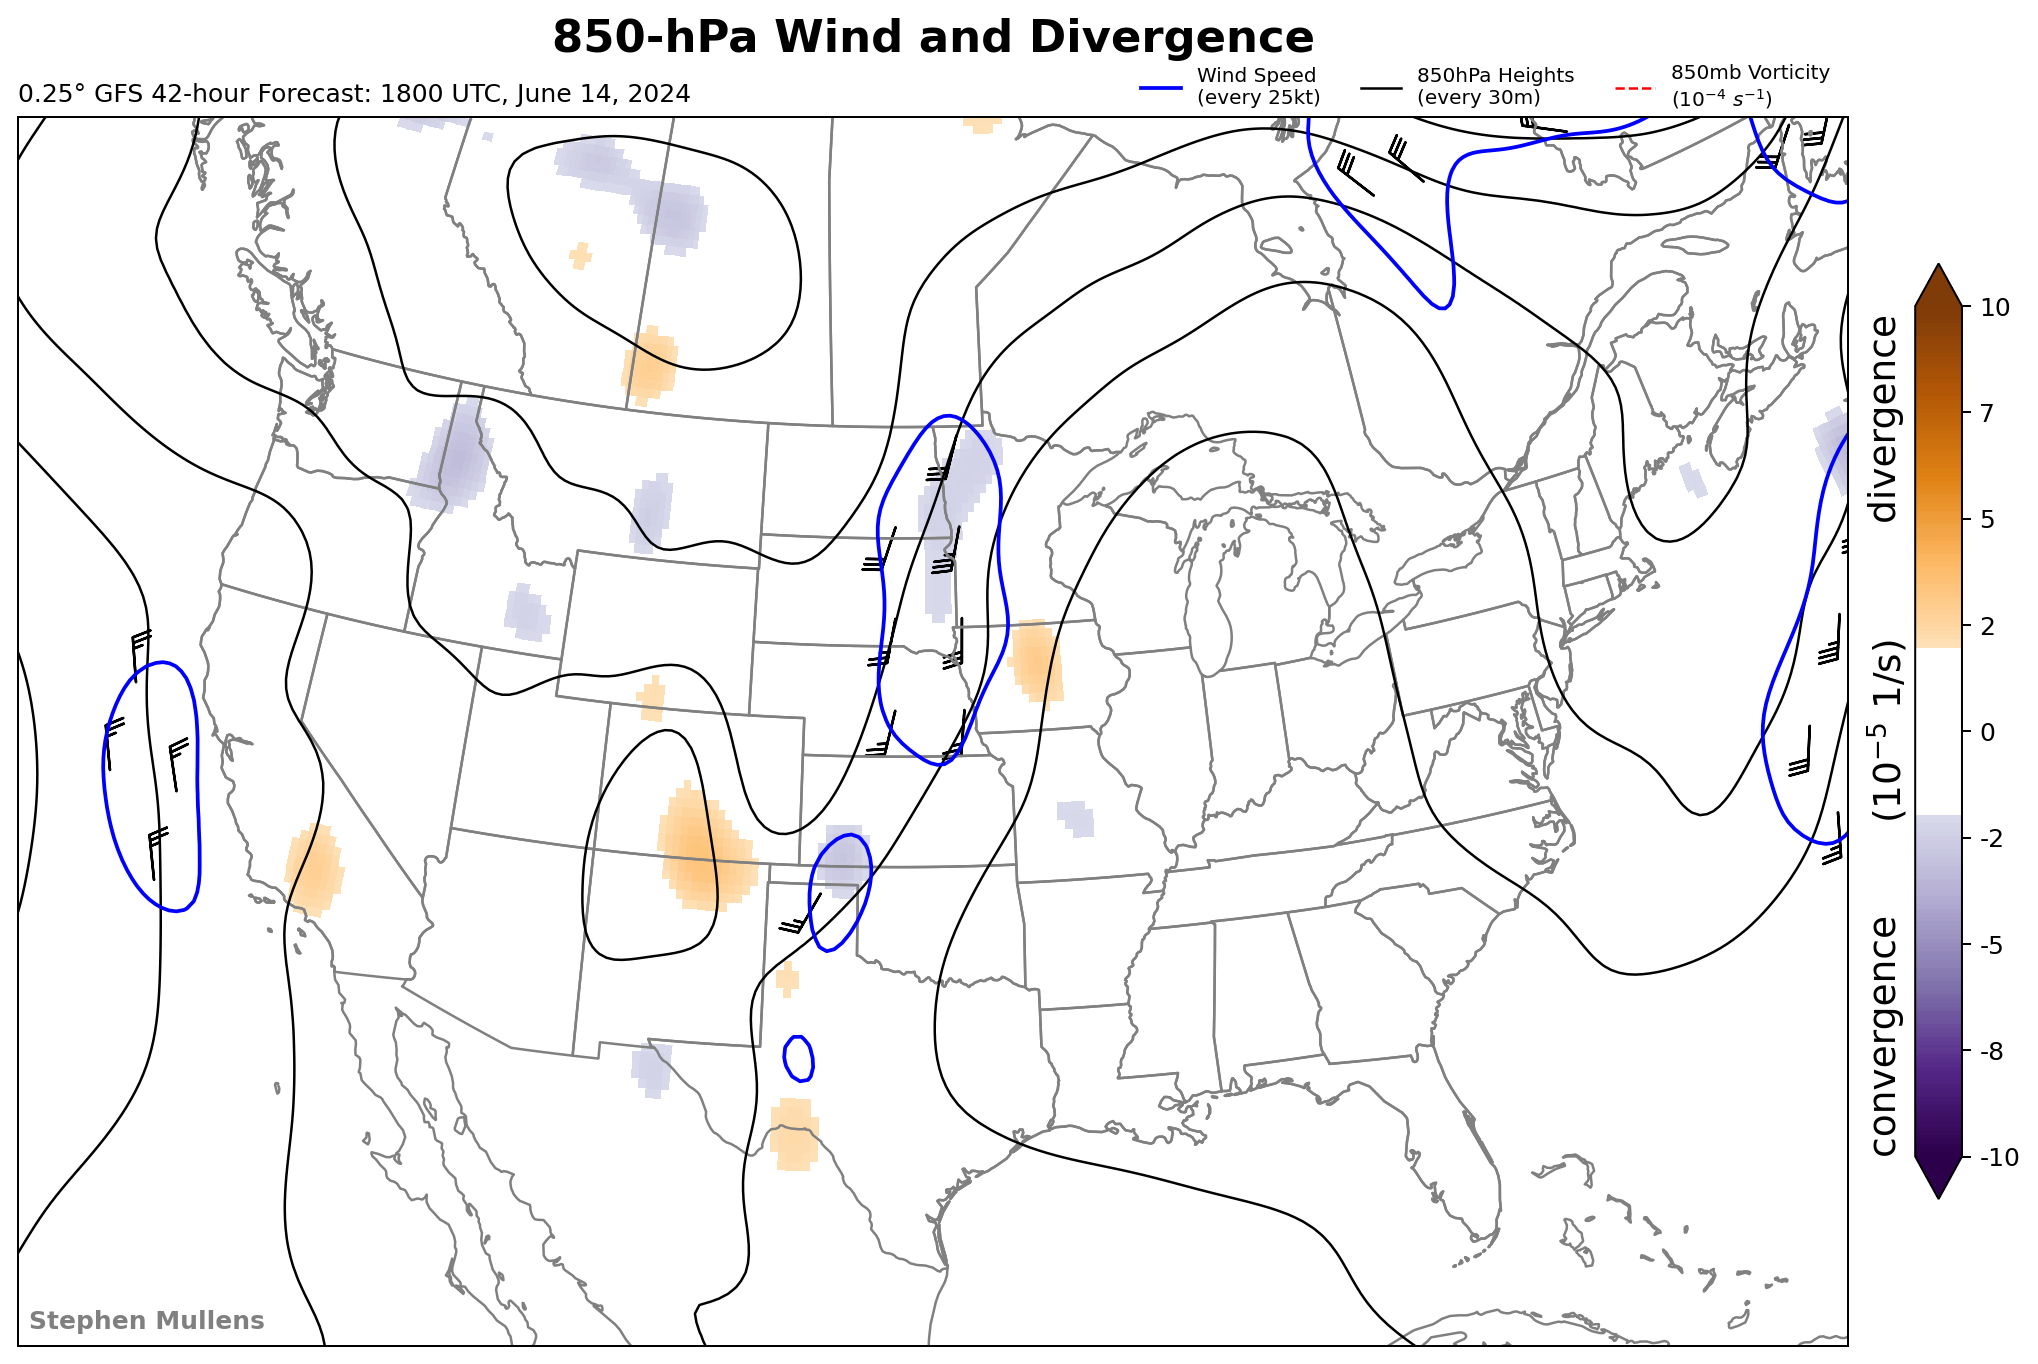 850-hPa Wind and Divergence
0.25° GFS 42-hour Forecast: 1800 UTC, June 14, 2024
Wind Speed
(every 25kt)
850hPa Heights
(every 30m)
850mb Vorticity
(10⁻⁴ s⁻¹)
10
7
5
2
0
-2
-5
-8
-10
convergence (10⁻⁵ 1/s) divergence
Stephen Mullens